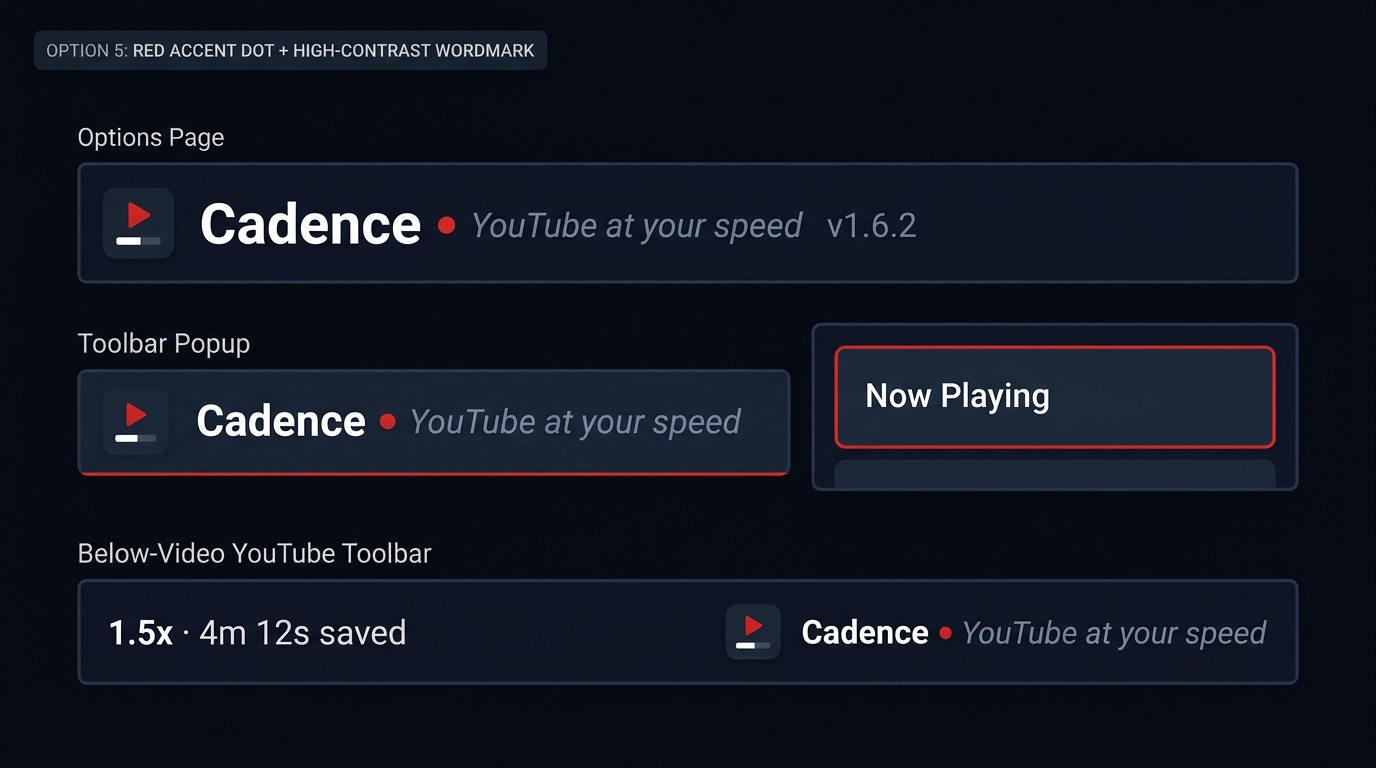 OPTION 5: RED ACCENT DOT + HIGH-CONTRAST WORDMARK
Options Page
Cadence • YouTube at your speed v1.6.2
Toolbar Popup
Cadence • YouTube at your speed
Now Playing
Below-Video YouTube Toolbar
1.5x · 4m 12s saved
Cadence • YouTube at your speed